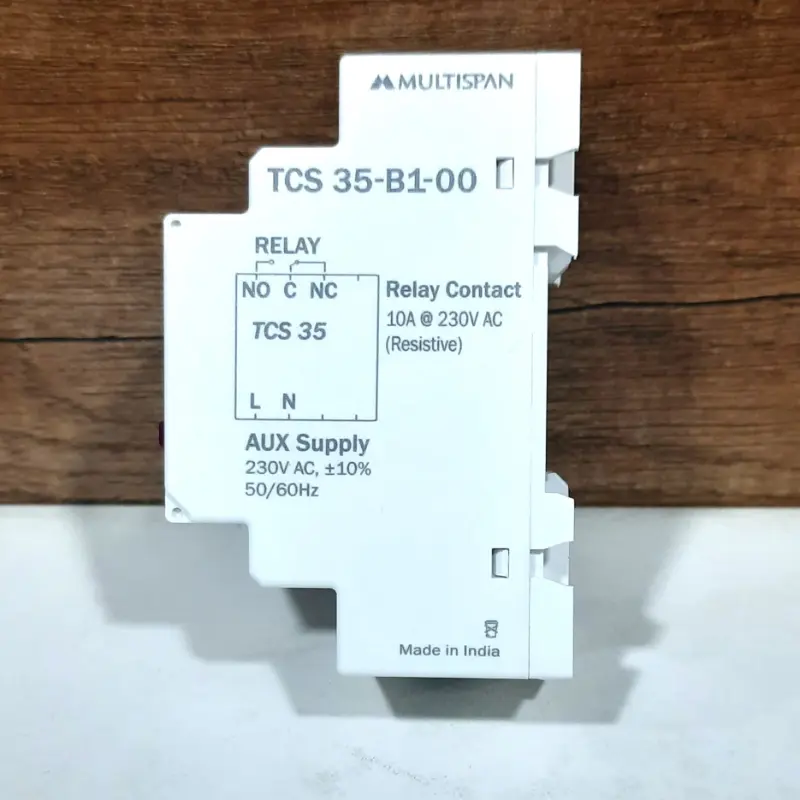 MULTISPAN
TCS 35-B1-00
RELAY
NO C NC
TCS 35
L N
Relay Contact
10A @ 230V AC
(Resistive)
AUX Supply
230V AC, ±10%
50/60Hz
Made in India